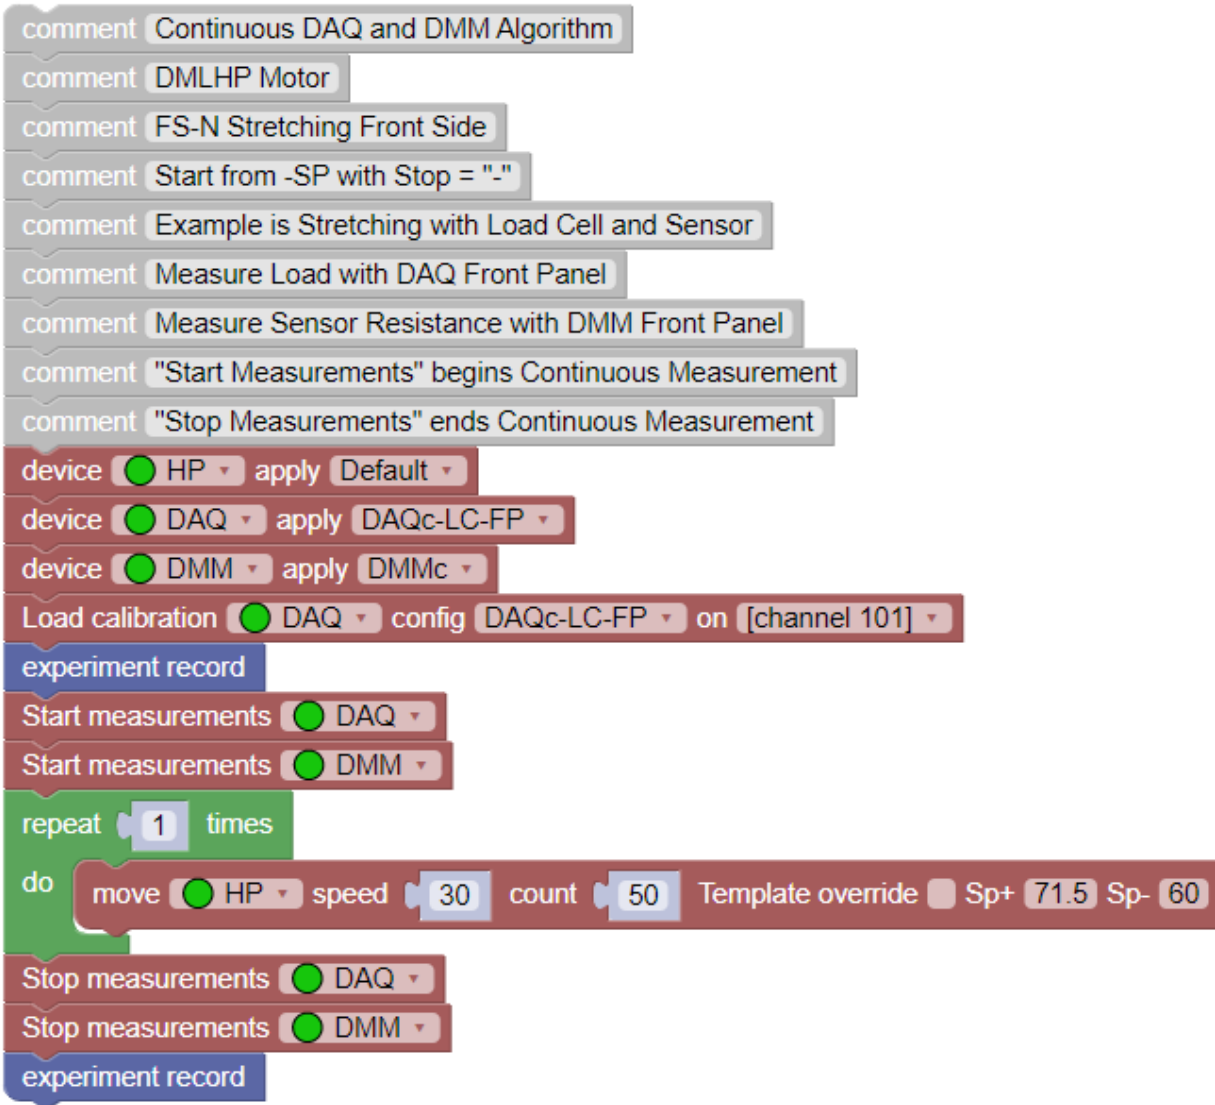 comment Continuous DAQ and DMM Algorithm
comment DMLHP Motor
comment FS-N Stretching Front Side
comment Start from -SP with Stop = "-"
comment Example is Stretching with Load Cell and Sensor
comment Measure Load with DAQ Front Panel
comment Measure Sensor Resistance with DMM Front Panel
comment "Start Measurements" begins Continuous Measurement
comment "Stop Measurements" ends Continuous Measurement
device HP apply Default
device DAQ apply DAQc-LC-FP
device DMM apply DMMc
Load calibration DAQ config DAQc-LC-FP on [channel 101]
experiment record
Start measurements DAQ
Start measurements DMM
repeat 1 times
do move HP speed 30 count 50 Template override Sp+ 71.5 Sp- 60
Stop measurements DAQ
Stop measurements DMM
experiment record